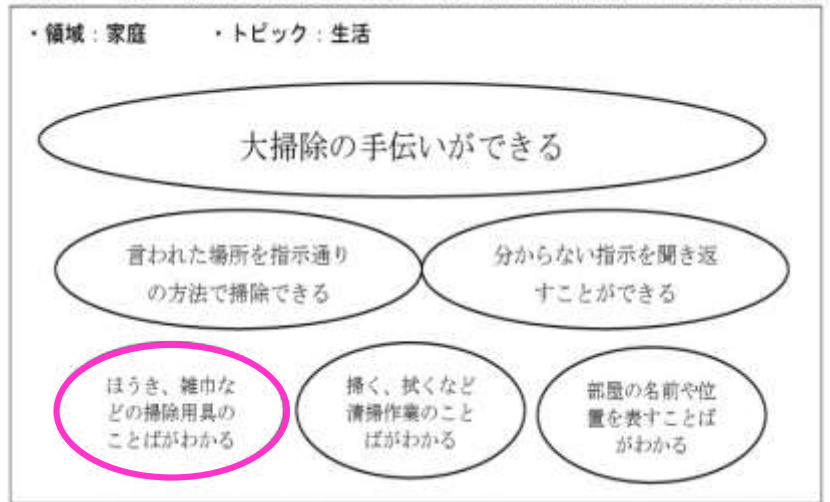 ・領域：家庭　　・トピック：生活
大掃除の手伝いができる
言われた場所を指示通り
の方法で掃除できる
分からない指示を聞き返
すことができる
ほうき、雑巾な
どの掃除用具の
ことばがわかる
掃く、拭くなど
清掃作業のこと
ばがわかる
部屋の名前や位
置を表すことば
がわかる